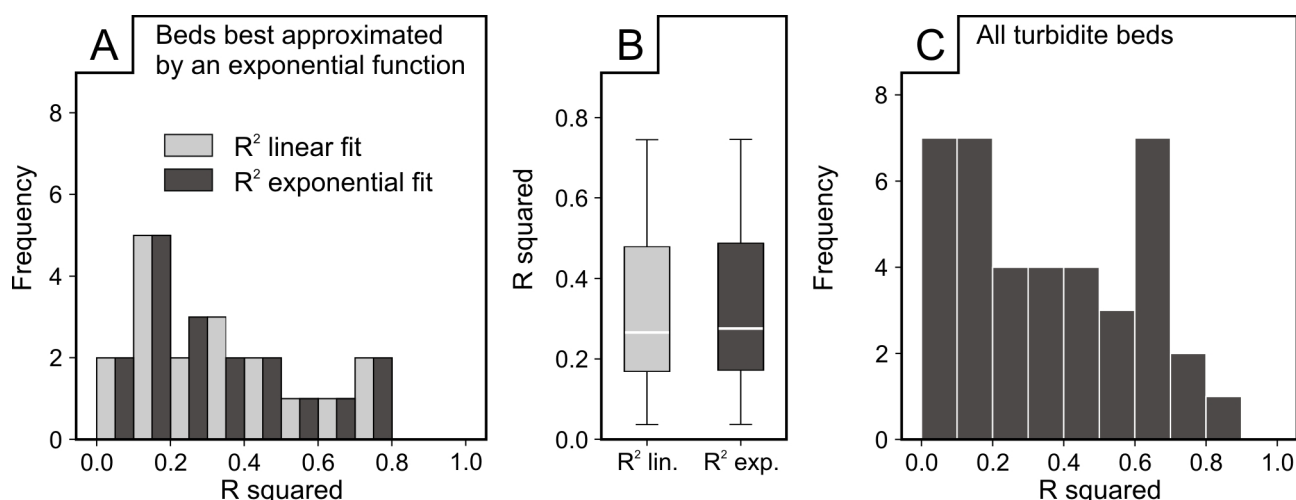 A
Beds best approximated
by an exponential function
R² linear fit
R² exponential fit
Frequency
8
6
4
2
0
0.0 0.2 0.4 0.6 0.8 1.0
R squared
B
R squared
0.8
0.6
0.4
0.2
0.0
R² lin. R² exp.
C
All turbidite beds
Frequency
8
6
4
2
0
0.0 0.2 0.4 0.6 0.8 1.0
R squared